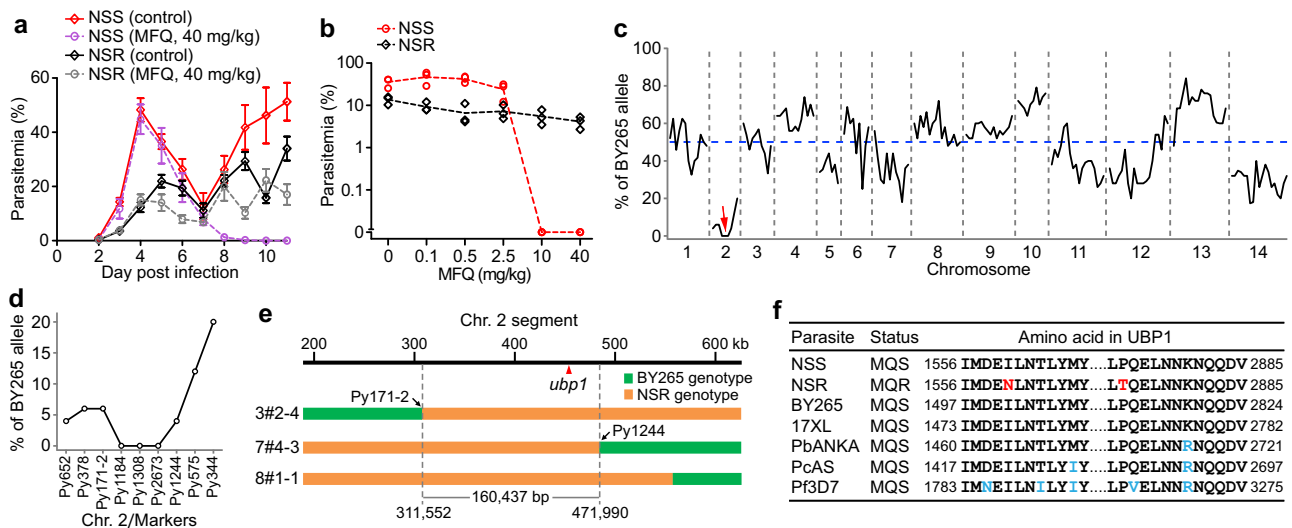 a
NSS (control)
NSS (MFQ, 40 mg/kg)
NSR (control)
NSR (MFQ, 40 mg/kg)
Parasitemia (%)
60
40
20
0
0 2 4 6 8 10
Day post infection
b
NSS
NSR
Parasitemia (%)
100
10
1
0.1
0
0 0.1 0.5 2.5 10 40
MFQ (mg/kg)
c
% of BY265 allele
100
80
60
40
20
0
1 2 3 4 5 6 7 8 9 10 11 12 13 14
Chromosome
d
% of BY265 allele
20
15
10
5
0
Py652 Py378 Py171-2 Py1184 Py1308 Py2673 Py1244 Py575 Py344
Chr. 2/Markers
e
Chr. 2 segment
200 300 400 500 600 kb
ubp1
BY265 genotype
NSR genotype
Py171-2
3#2-4
Py1244
7#4-3
8#1-1
160,437 bp
311,552 471,990
f
Parasite Status Amino acid in UBP1
NSS MQS 1556 IMDEILNTLYMY....LPQELNNKNQQDV 2885
NSR MQR 1556 IMDENLNTLYMY....LTQELNNKNQQDV 2885
BY265 MQS 1497 IMDEILNTLYMY....LPQELNNKNQQDV 2824
17XL MQS 1473 IMDEILNTLYMY....LPQELNNKNQQDV 2782
PbANKA MQS 1460 IMDEILNTLYMY....LPQELNNRNQQDV 2721
PcAS MQS 1417 IMDEILNTLYIY....LPQELNNRNQQDV 2697
Pf3D7 MQS 1783 IMNEILNILYIY....LPVELNNRNQQDV 3275